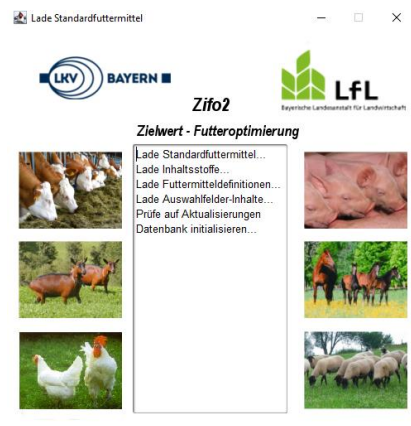 Lade Standardfuttermittel
LKV BAYERN
LfL
Bayerische Landesanstalt für Landwirtschaft
Zifo2
Zielwert - Futteroptimierung
Lade Standardfuttermittel...
Lade Inhaltsstoffe...
Lade Futtermitteldefinitionen...
Lade Auswahlfelder-Inhalte...
Prüfe auf Aktualisierungen
Datenbank initialisieren...